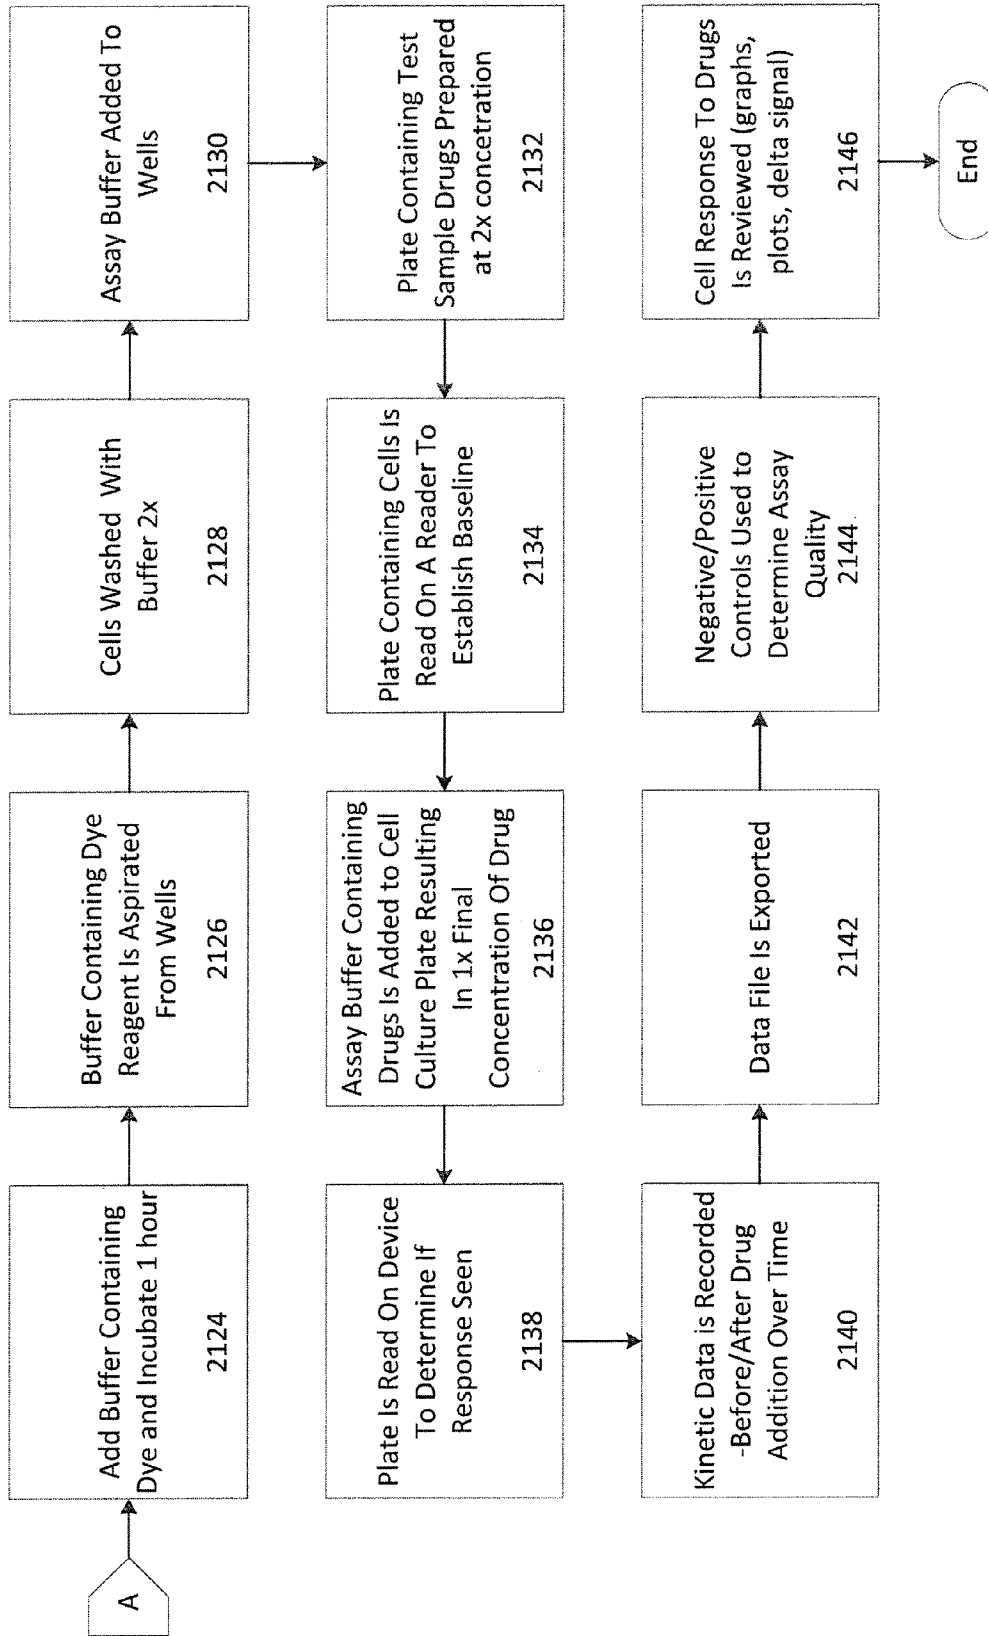 A
Add Buffer Containing
Dye and Incubate 1 hour
2124
Buffer Containing Dye
Reagent Is Aspirated
From Wells
2126
Cells Washed With
Buffer 2x
2128
Assay Buffer Added To
Wells
2130
Plate Containing Test
Sample Drugs Prepared
at 2x concetration
2132
Plate Containing Cells Is
Read On A Reader To
Establish Baseline
2134
Assay Buffer Containing
Drugs Is Added to Cell
Culture Plate Resulting
In 1x Final
Concentration Of Drug
2136
Plate Is Read On Device
To Determine If
Response Seen
2138
Kinetic Data is Recorded
-Before/After Drug
Addition Over Time
2140
Data File Is Exported
2142
Negative/Positive
Controls Used to
Determine Assay
Quality
2144
Cell Response To Drugs
Is Reviewed (graphs,
plots, delta signal)
2146
End